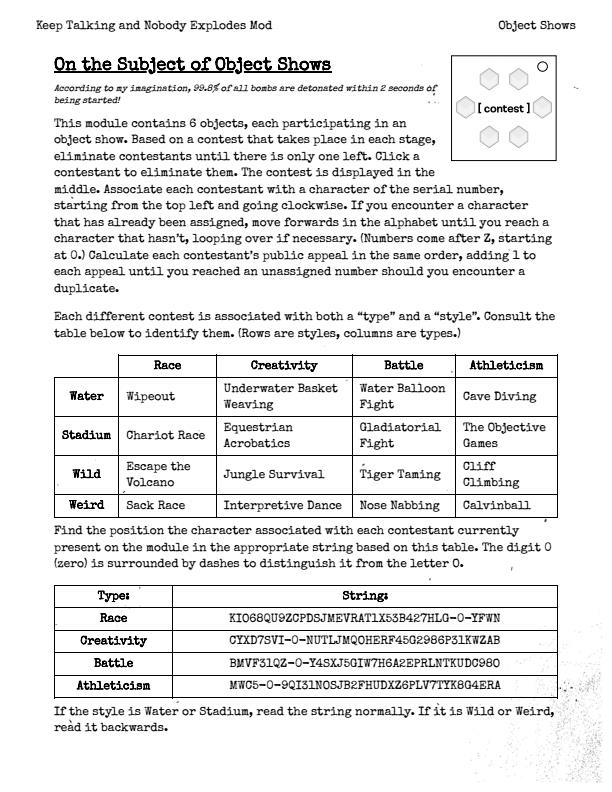 Keep Talking and Nobody Explodes Mod Object Shows
On the Subject of Object Shows
According to my imagination, 99.8% of all bombs are detonated within 2 seconds of
being started!
[ contest ]
This module contains 6 objects, each participating in an
object show. Based on a contest that takes place in each stage,
eliminate contestants until there is only one left. Click a
contestant to eliminate them. The contest is displayed in the
middle. Associate each contestant with a character of the serial number,
starting from the top left and going clockwise. If you encounter a character
that has already been assigned, move forwards in the alphabet until you reach a
character that hasn't, looping over if necessary. (Numbers come after Z, starting
at 0.) Calculate each contestant's public appeal in the same order, adding 1 to
each appeal until you reached an unassigned number should you encounter a
duplicate.
Each different contest is associated with both a "type" and a "style". Consult the
table below to identify them. (Rows are styles, columns are types.)
Race Creativity Battle Athleticism
Water Wipeout Underwater Basket Weaving Water Balloon Fight Cave Diving
Stadium Chariot Race Equestrian Acrobatics Gladiatorial Fight The Objective Games
Wild Escape the Volcano Jungle Survival Tiger Taming Cliff Climbing
Weird Sack Race Interpretive Dance Nose Nabbing Calvinball
Find the position the character associated with each contestant currently
present on the module in the appropriate string based on this table. The digit 0
(zero) is surrounded by dashes to distinguish it from the letter O.
Type: String:
Race KIO68QU9ZCPDSJMEVRAT1X53B427HLG-0-YFWN
Creativity CYXD7SVI-0-NUTLJMQOHERF45G2986P31KWZAB
Battle BMVF31QZ-0-Y4SXJ5GIW7H6A2EPRLNTKUDC98O
Athleticism MWC5-0-9QI31NOSJB2FHUDXZ6PLV7TYK8G4ERA
If the style is Water or Stadium, read the string normally. If it is Wild or Weird,
read it backwards.